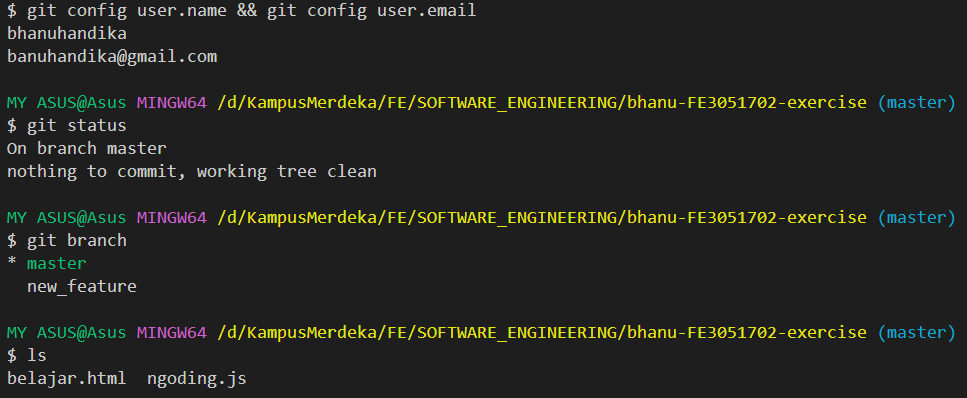 $ git config user.name && git config user.email
bhanuhandika
banuhandika@gmail.com
MY ASUS@Asus MINGW64 /d/KampusMerdeka/FE/SOFTWARE_ENGINEERING/bhanu-FE3051702-exercise (master)
$ git status
On branch master
nothing to commit, working tree clean
MY ASUS@Asus MINGW64 /d/KampusMerdeka/FE/SOFTWARE_ENGINEERING/bhanu-FE3051702-exercise (master)
$ git branch
* master
  new_feature
MY ASUS@Asus MINGW64 /d/KampusMerdeka/FE/SOFTWARE_ENGINEERING/bhanu-FE3051702-exercise (master)
$ ls
belajar.html  ngoding.js